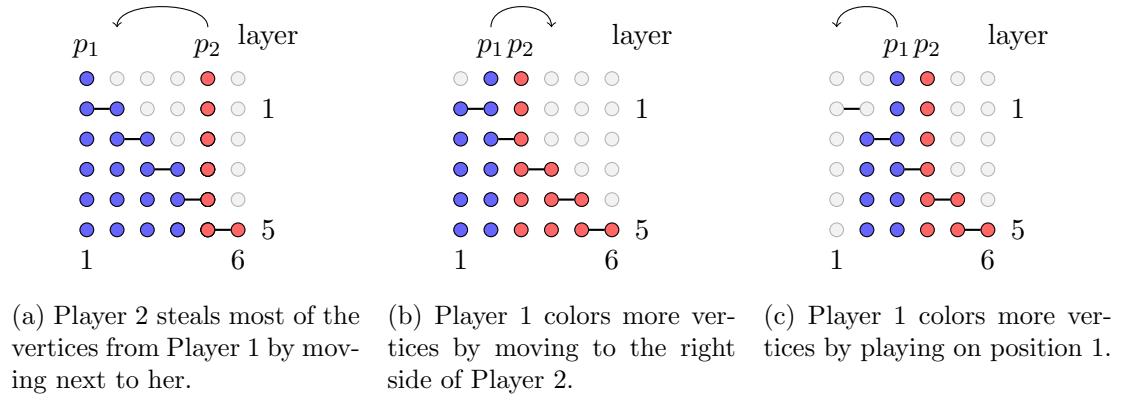 p1 p2 layer
1
5
1 6
(a) Player 2 steals most of the
vertices from Player 1 by mov-
ing next to her.
p1 p2 layer
1
5
1 6
(b) Player 1 colors more ver-
tices by moving to the right
side of Player 2.
p1 p2 layer
1
5
1 6
(c) Player 1 colors more ver-
tices by playing on position 1.